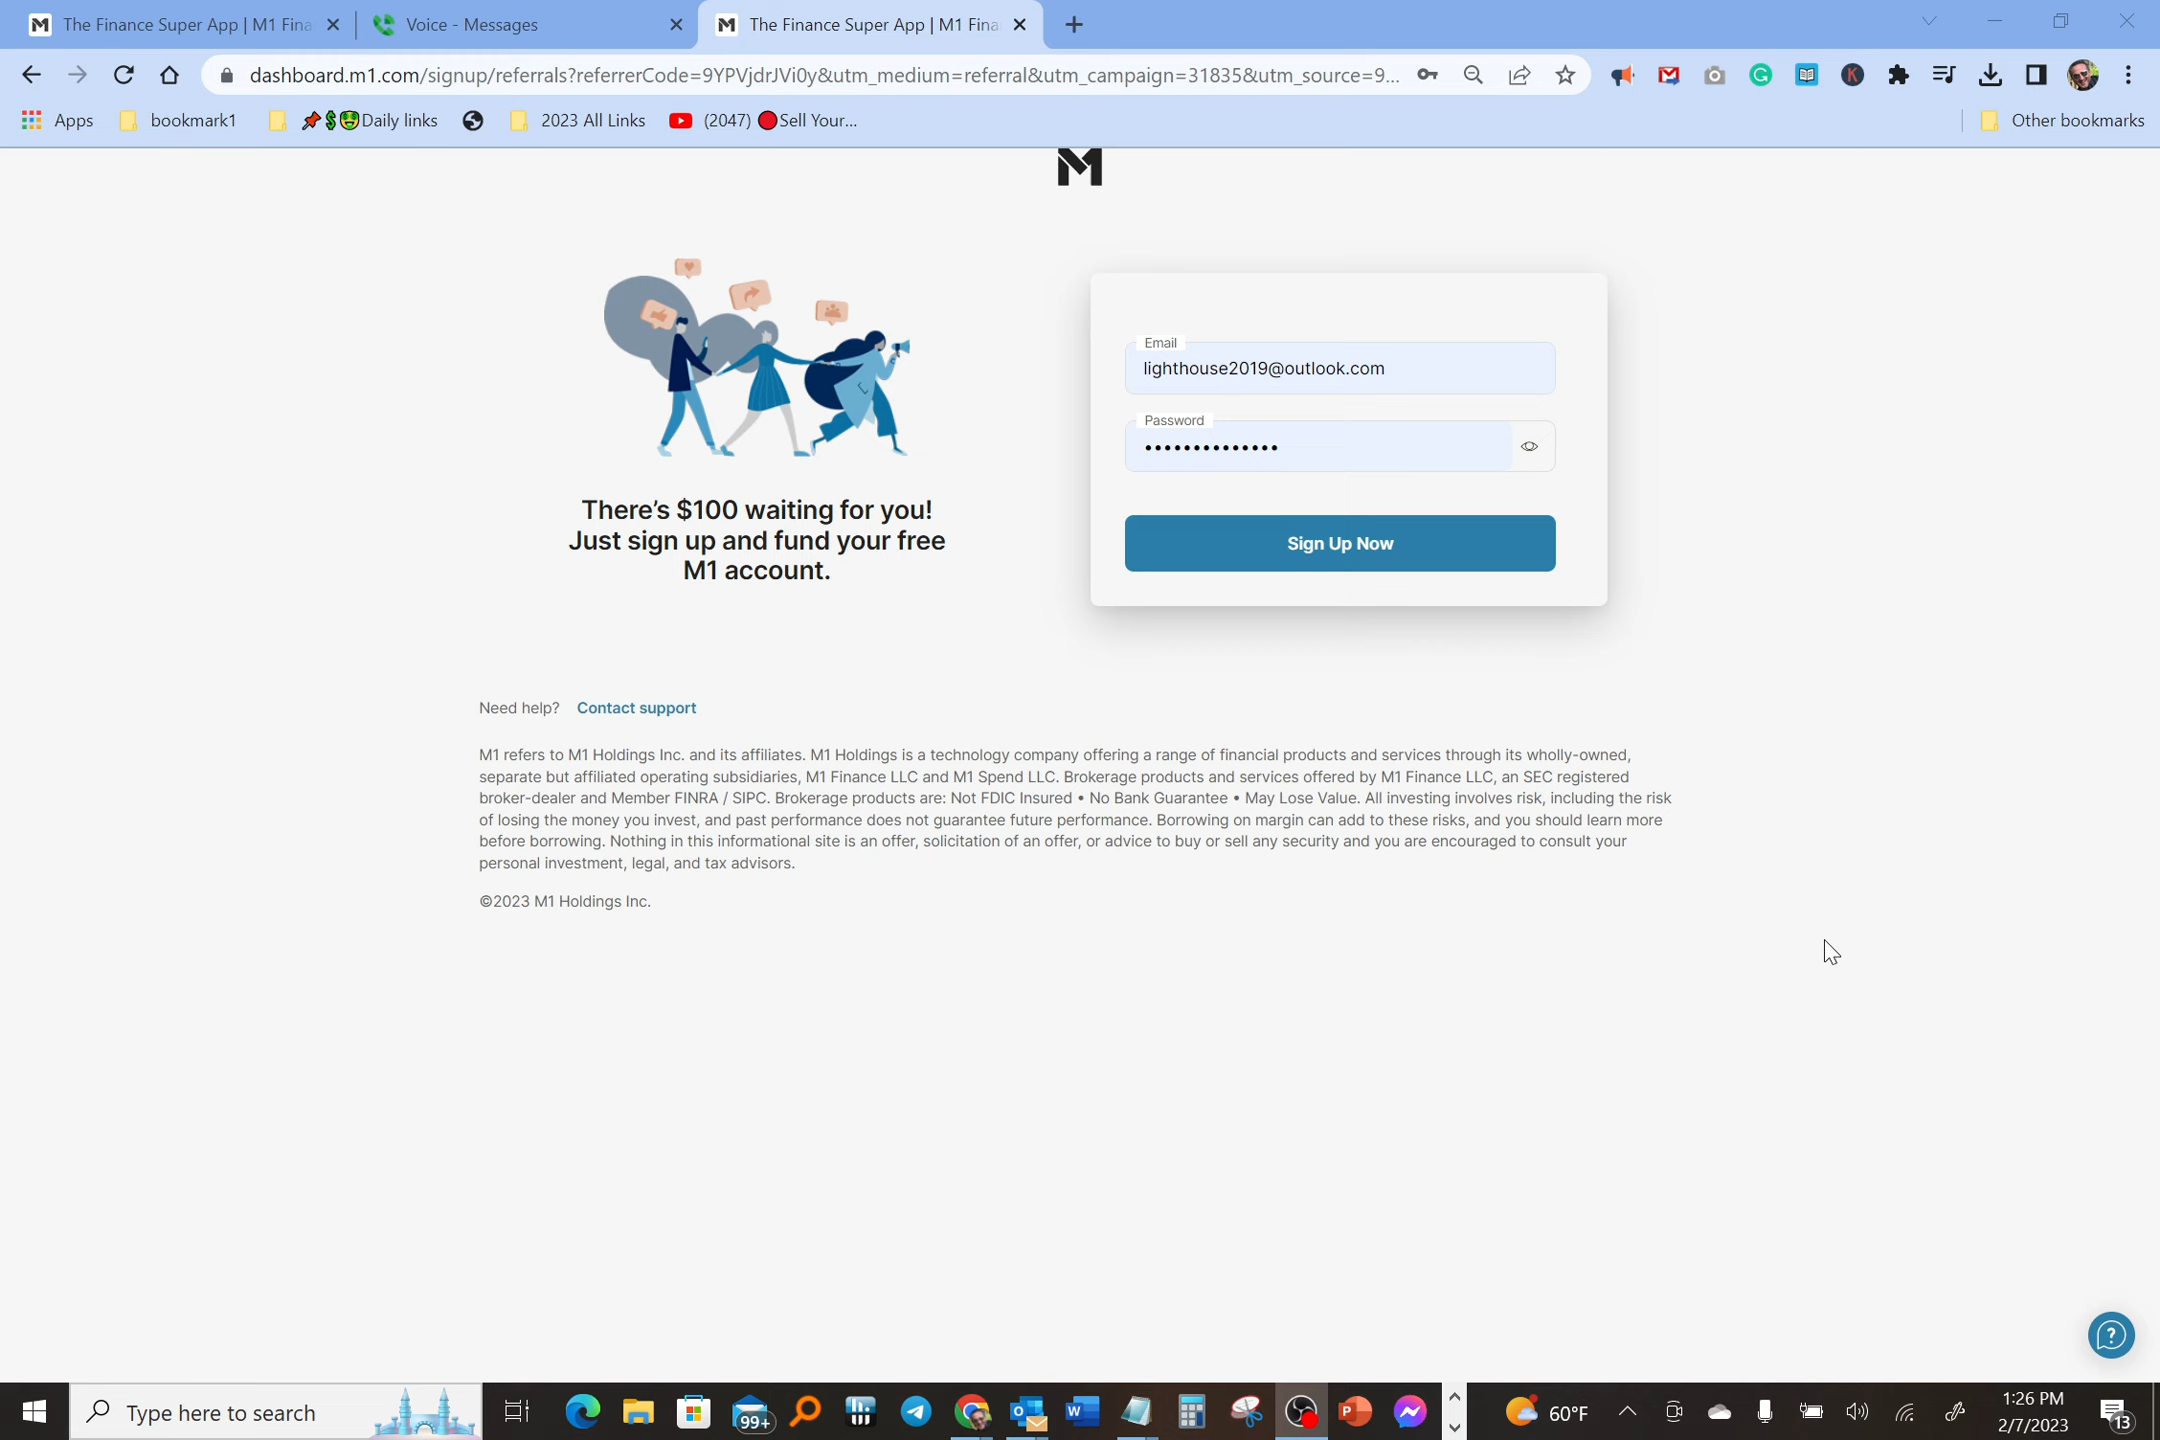 The Finance Super App | M1 Fina
Voice - Messages
The Finance Super App | M1 Fina
dashboard.m1.com/signup/referrals?referrerCode=9YPVjdrJVi0y&utm_medium=referral&utm_campaign=31835&utm_source=9...
Apps
bookmark1
Daily links
2023 All Links
(2047) 🔴Sell Your...
Other bookmarks
M
Email
lighthouse2019@outlook.com
Password
••••••••••••••
Sign Up Now
There's $100 waiting for you!
Just sign up and fund your free
M1 account.
Need help? Contact support
M1 refers to M1 Holdings Inc. and its affiliates. M1 Holdings is a technology company offering a range of financial products and services through its wholly-owned,
separate but affiliated operating subsidiaries, M1 Finance LLC and M1 Spend LLC. Brokerage products and services offered by M1 Finance LLC, an SEC registered
broker-dealer and Member FINRA / SIPC. Brokerage products are: Not FDIC Insured • No Bank Guarantee • May Lose Value. All investing involves risk, including the risk
of losing the money you invest, and past performance does not guarantee future performance. Borrowing on margin can add to these risks, and you should learn more
before borrowing. Nothing in this informational site is an offer, solicitation of an offer, or advice to buy or sell any security and you are encouraged to consult your
personal investment, legal, and tax advisors.
©2023 M1 Holdings Inc.
Type here to search
99+
60°F
1:26 PM
2/7/2023
13